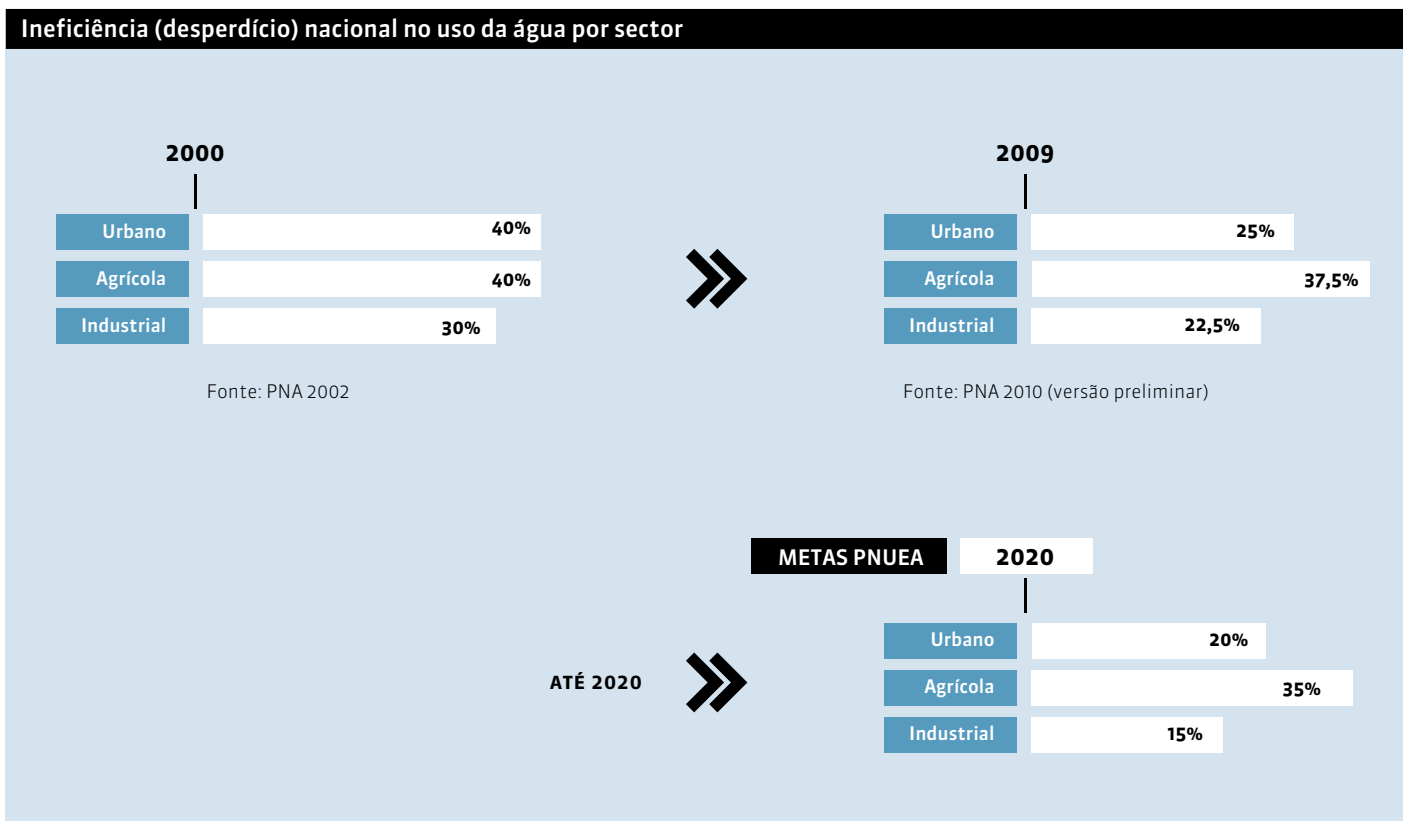 Ineficiência (desperdício) nacional no uso da água por sector
2000
Urbano 40%
Agrícola 40%
Industrial 30%
Fonte: PNA 2002
2009
Urbano 25%
Agrícola 37,5%
Industrial 22,5%
Fonte: PNA 2010 (versão preliminar)
METAS PNUEA 2020
ATÉ 2020
Urbano 20%
Agrícola 35%
Industrial 15%